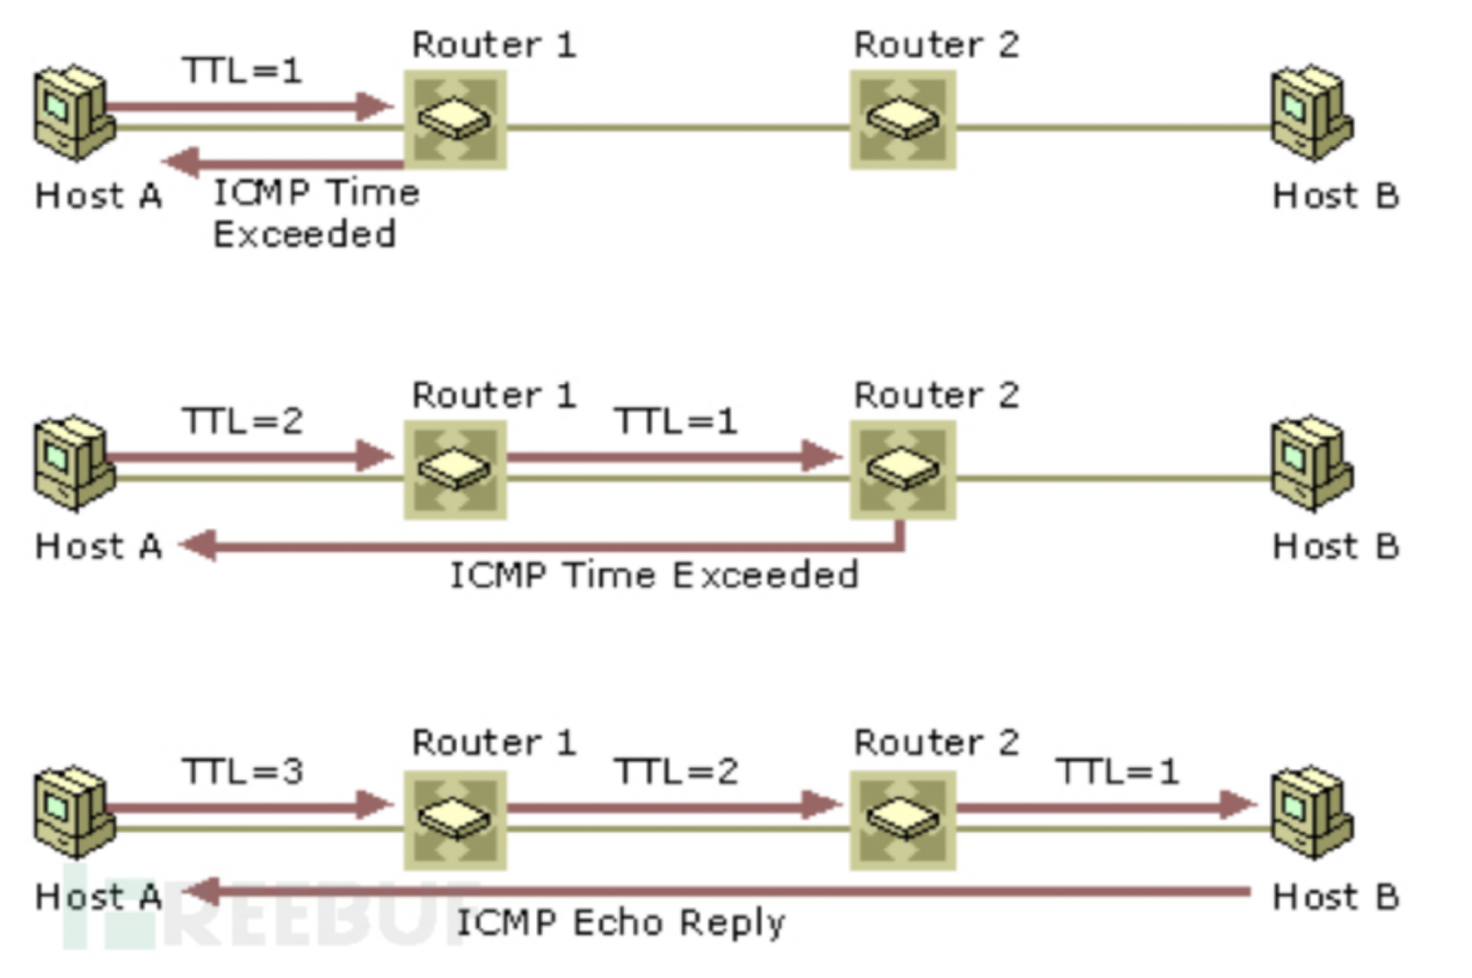 Router 1
Router 2
TTL=1
Host A
ICMP Time
Exceeded
Host B
Router 1
Router 2
TTL=2
TTL=1
Host A
Host B
ICMP Time Exceeded
Router 1
Router 2
TTL=3
TTL=2
TTL=1
Host A
Host B
ICMP Echo Reply
FREEBUF